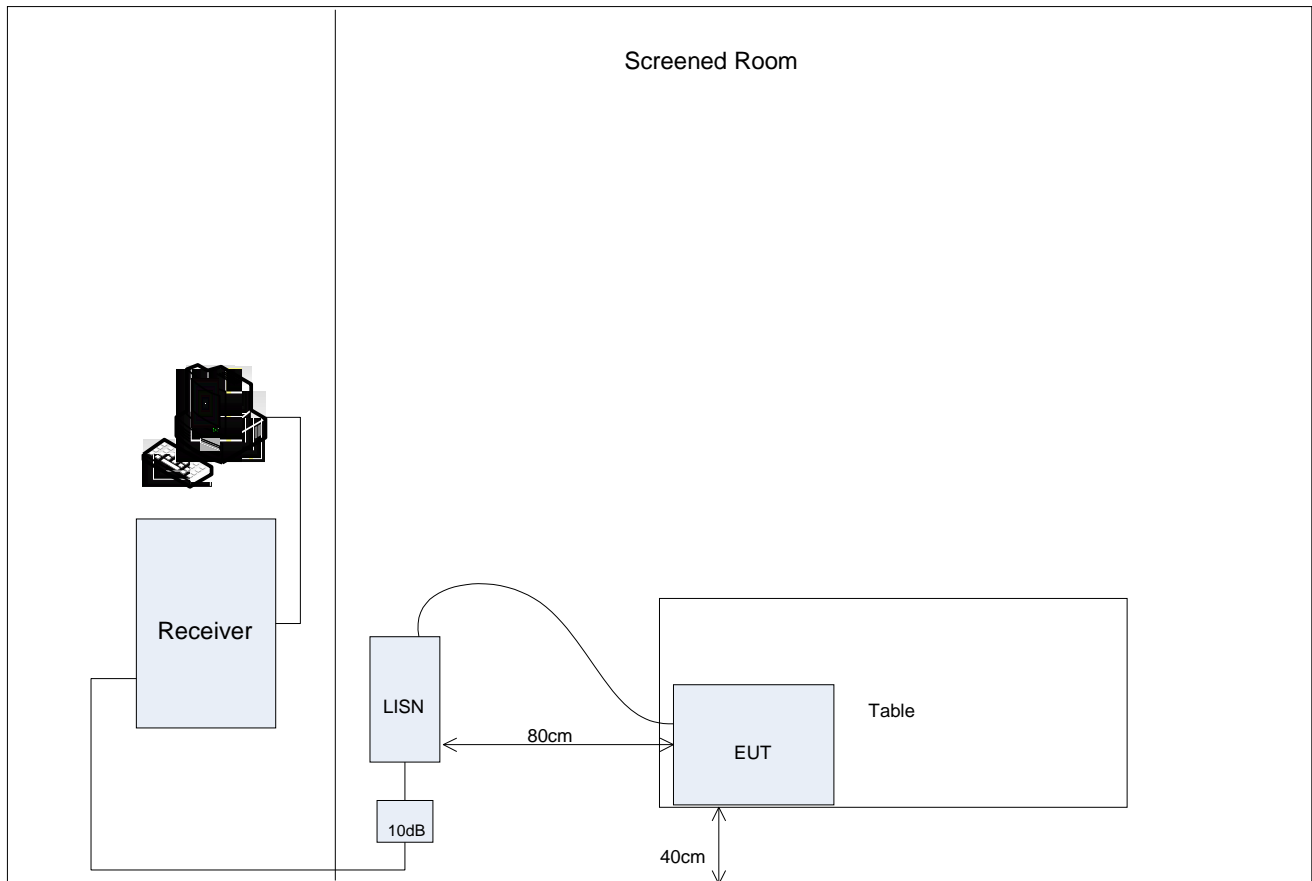 Screened Room
Receiver
LISN
Table
80cm
EUT
10dB
40cm